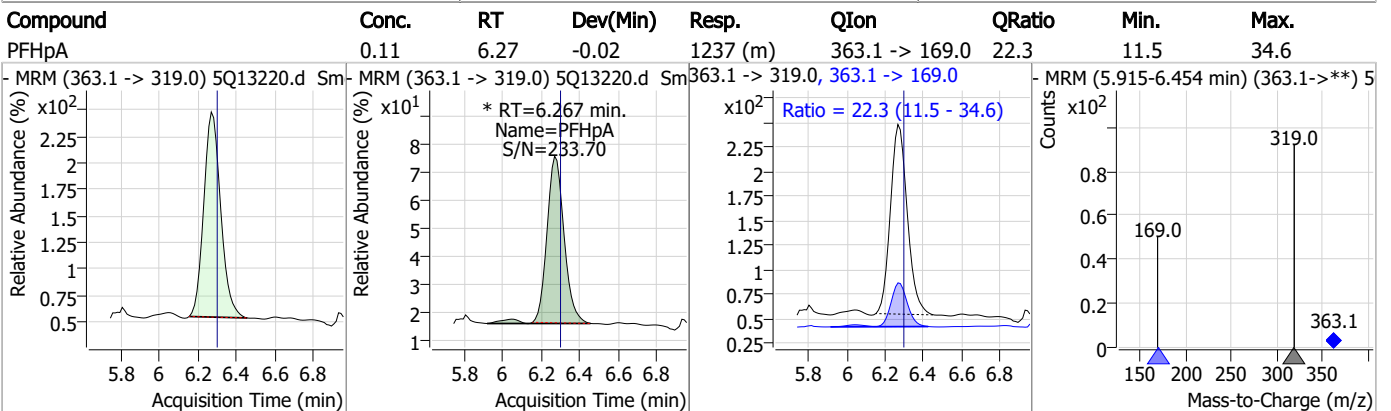 Compound Conc. RT Dev(Min) Resp. QIon QRatio Min. Max.
PFHpA 0.11 6.27 -0.02 1237 (m) 363.1 -> 169.0 22.3 11.5 34.6
- MRM (363.1 -> 319.0) 5Q13220.d Sm
x10²
Relative Abundance (%)
2.25
2
1.75
1.5
1.25
1
0.75
0.5
5.8 6 6.2 6.4 6.6 6.8
Acquisition Time (min)
- MRM (363.1 -> 319.0) 5Q13220.d Sm
x10¹
* RT=6.267 min.
Name=PFHpA
S/N=233.70
Relative Abundance (%)
8
7
6
5
4
3
2
1
5.8 6 6.2 6.4 6.6 6.8
Acquisition Time (min)
363.1 -> 319.0, 363.1 -> 169.0
x10²
Ratio = 22.3 (11.5 - 34.6)
2.25
2
1.75
1.5
1.25
1
0.75
0.5
0.25
5.8 6 6.2 6.4 6.6 6.8
Acquisition Time (min)
- MRM (5.915-6.454 min) (363.1->**) 5
x10²
Counts
319.0
0.8
0.6
169.0
0.4
0.2
363.1
0
150 200 250 300 350
Mass-to-Charge (m/z)